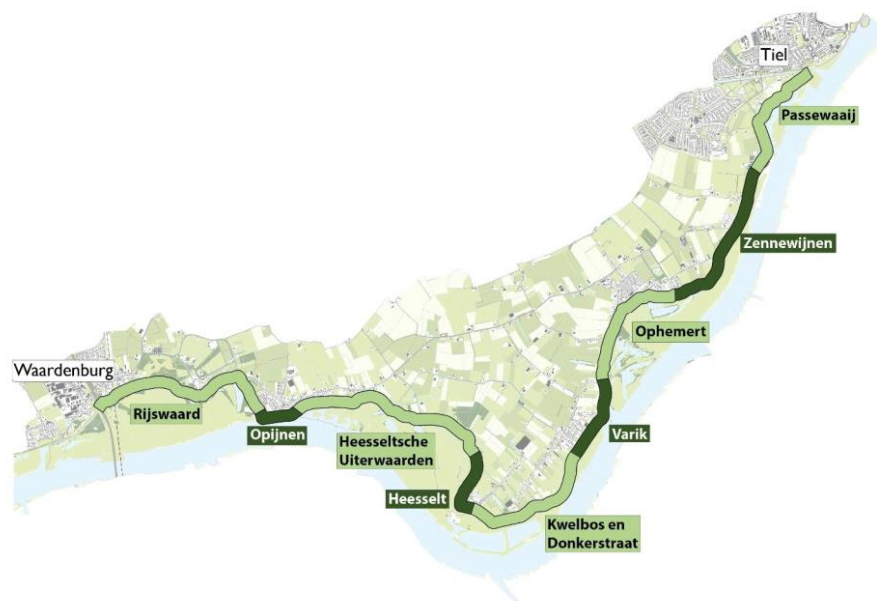 Tiel
Passewaaij
Zennewijnen
Ophemert
Waardenburg
Rijswaard
Opijnen
Varik
Heesseltsche
Uiterwaarden
Heesselt
Kwelbos en
Donkerstraat